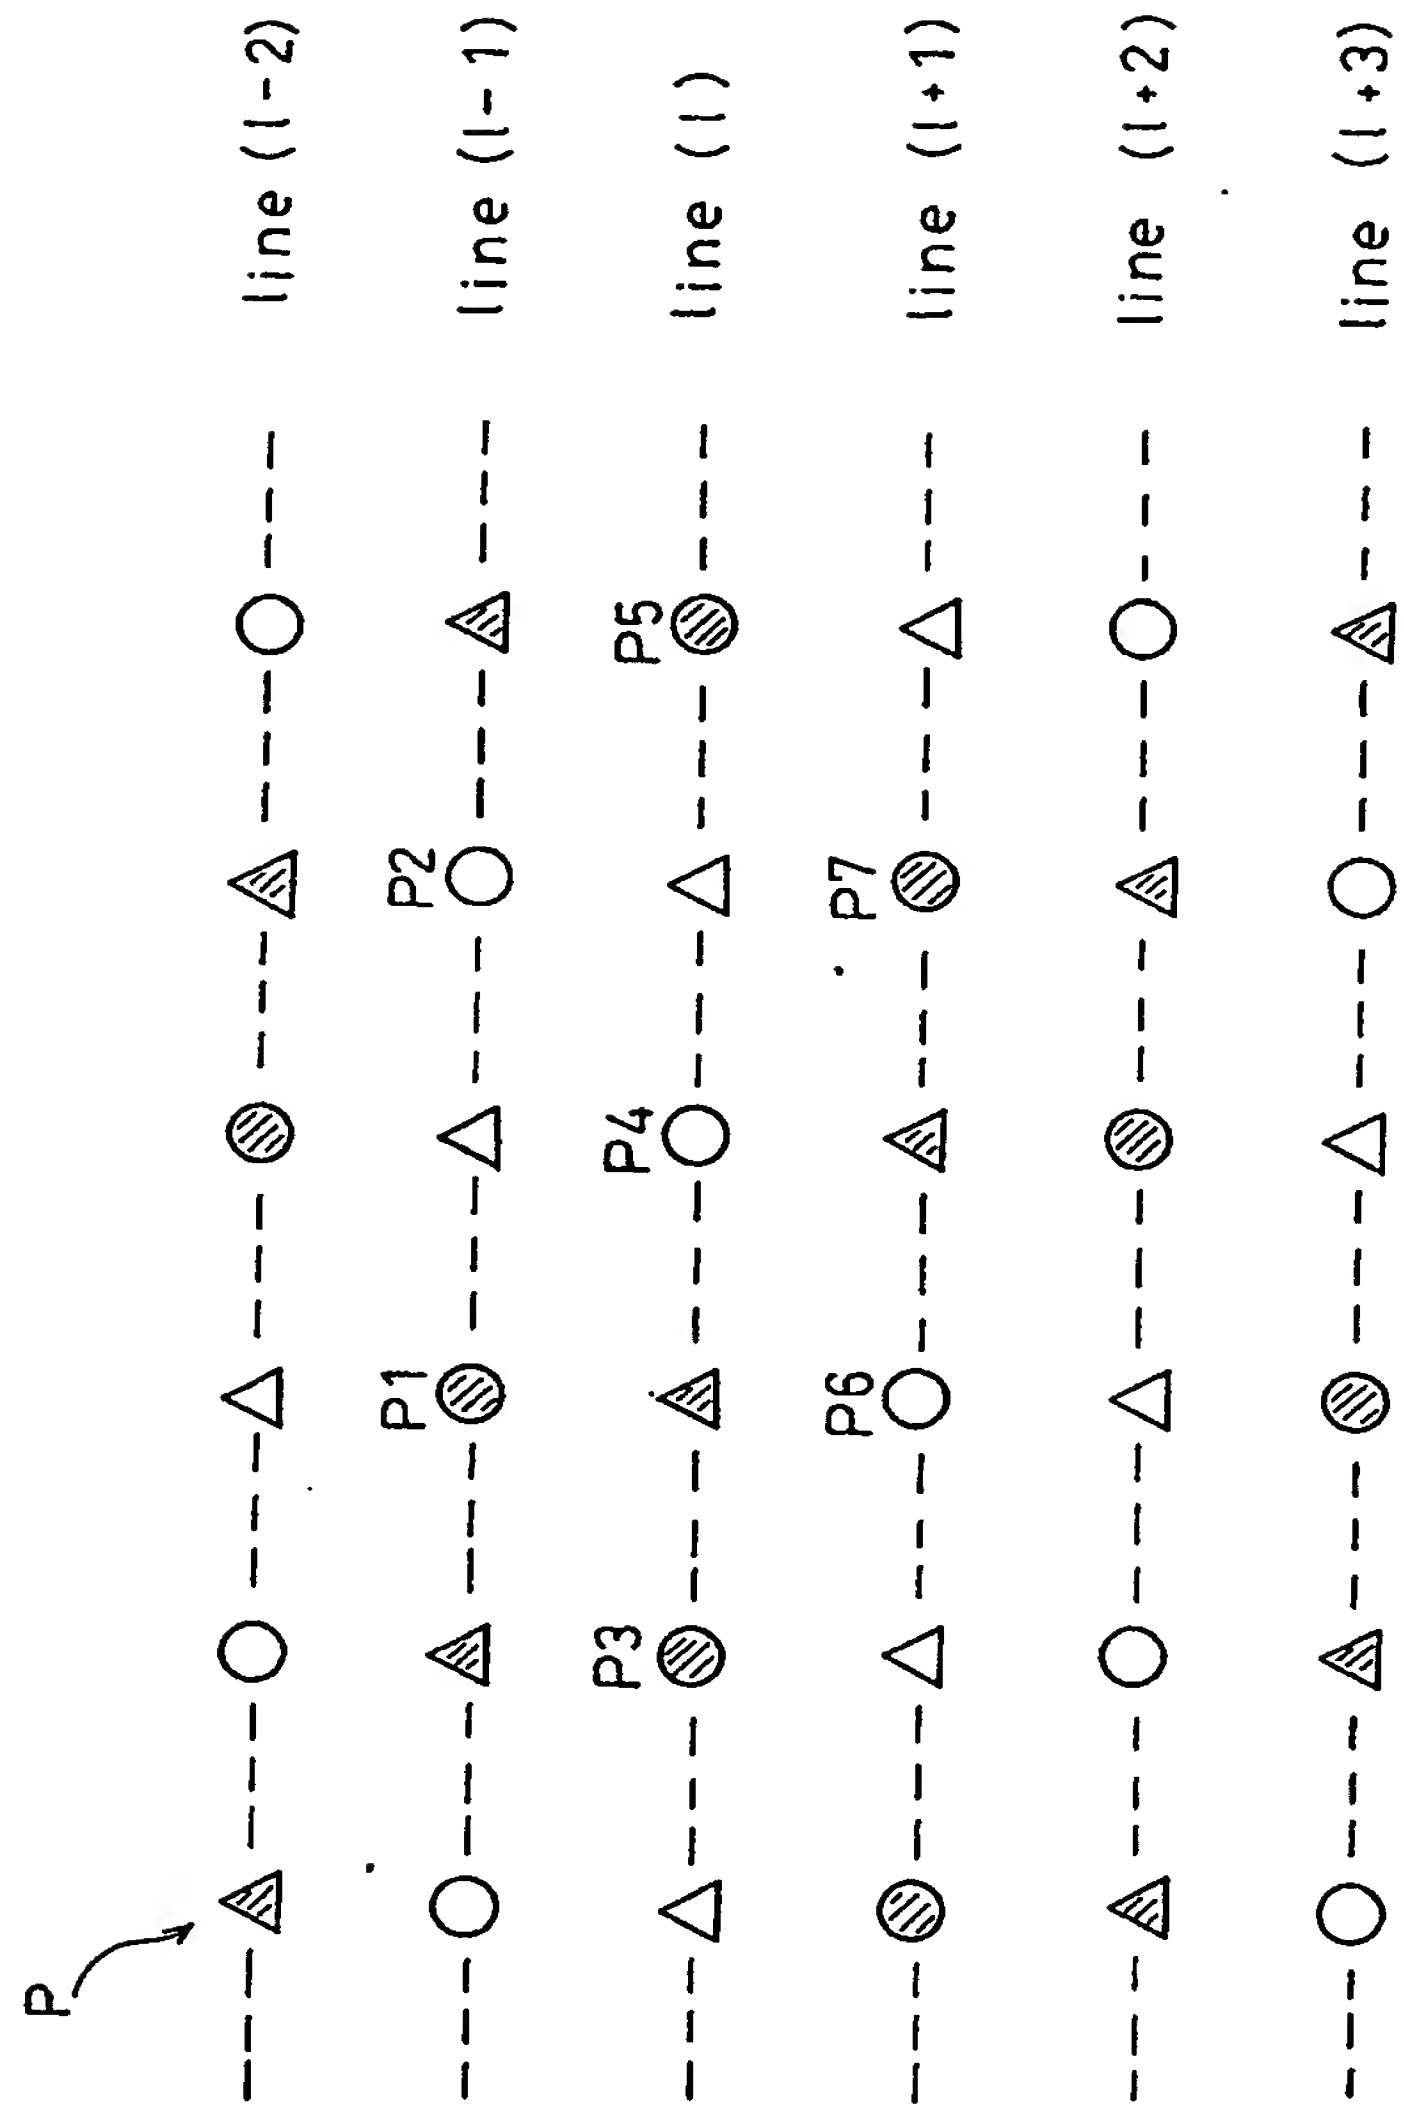 P
line (l-2)
P1
P2
line (l-1)
P3
P4
P5
line (l)
P6
P7
line (l+1)
line (l+2)
line (l+3)